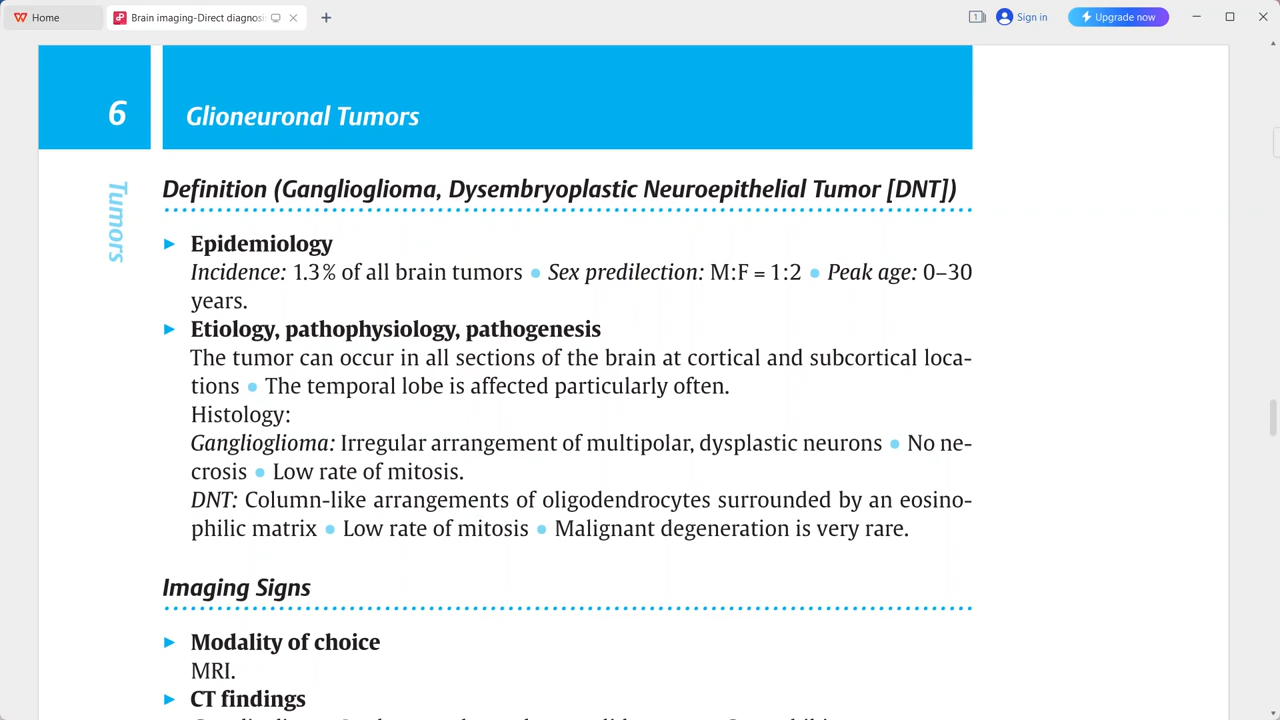 Home
Brain imaging-Direct diagnosi
1
Sign in
Upgrade now
6
Glioneuronal Tumors
Tumors
Definition (Ganglioglioma, Dysembryoplastic Neuroepithelial Tumor [DNT])
► Epidemiology
Incidence: 1.3% of all brain tumors ● Sex predilection: M:F = 1:2 ● Peak age: 0–30
years.
► Etiology, pathophysiology, pathogenesis
The tumor can occur in all sections of the brain at cortical and subcortical loca-
tions ● The temporal lobe is affected particularly often.
Histology:
Ganglioglioma: Irregular arrangement of multipolar, dysplastic neurons ● No ne-
crosis ● Low rate of mitosis.
DNT: Column-like arrangements of oligodendrocytes surrounded by an eosino-
philic matrix ● Low rate of mitosis ● Malignant degeneration is very rare.
Imaging Signs
► Modality of choice
MRI.
► CT findings